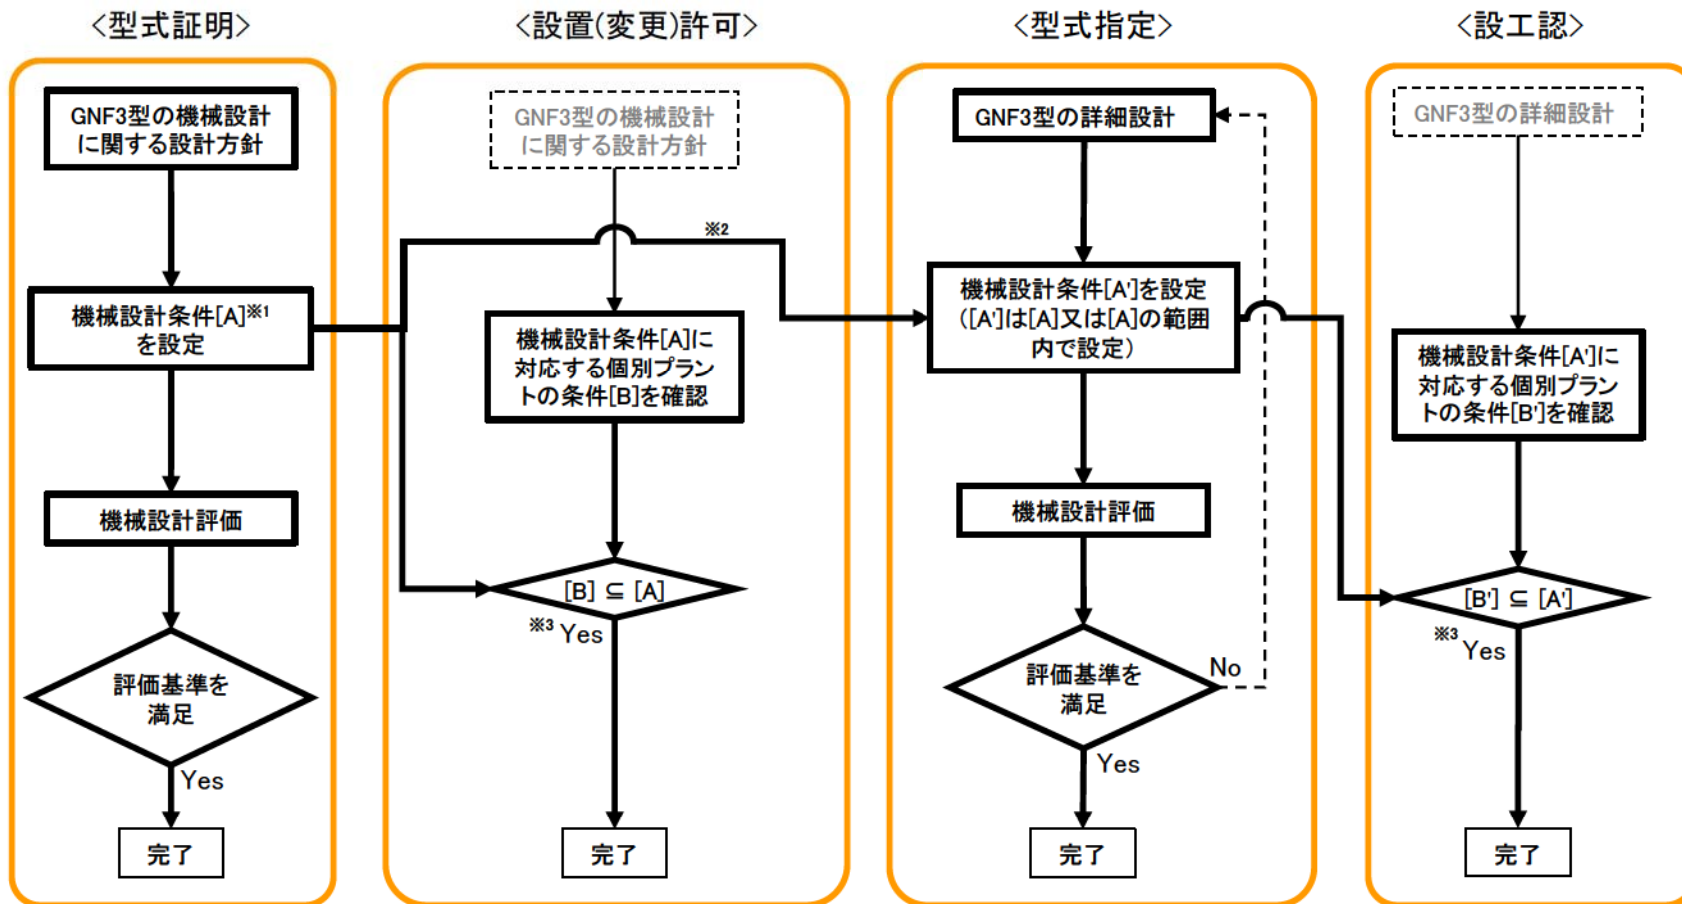 <型式証明>
GNF3型の機械設計
に関する設計方針
機械設計条件[A]※1
を設定
機械設計評価
評価基準を
満足
Yes
完了
<設置(変更)許可>
GNF3型の機械設計
に関する設計方針
※2
機械設計条件[A]に
対応する個別プラン
トの条件[B]を確認
[B] ⊆ [A]
※3 Yes
完了
<型式指定>
GNF3型の詳細設計
機械設計条件[A']を設定
([A']は[A]又は[A]の範囲
内で設定)
機械設計評価
評価基準を
満足
No
Yes
完了
<設工認>
GNF3型の詳細設計
機械設計条件[A']に
対応する個別プラン
トの条件[B']を確認
[B'] ⊆ [A']
※3 Yes
完了